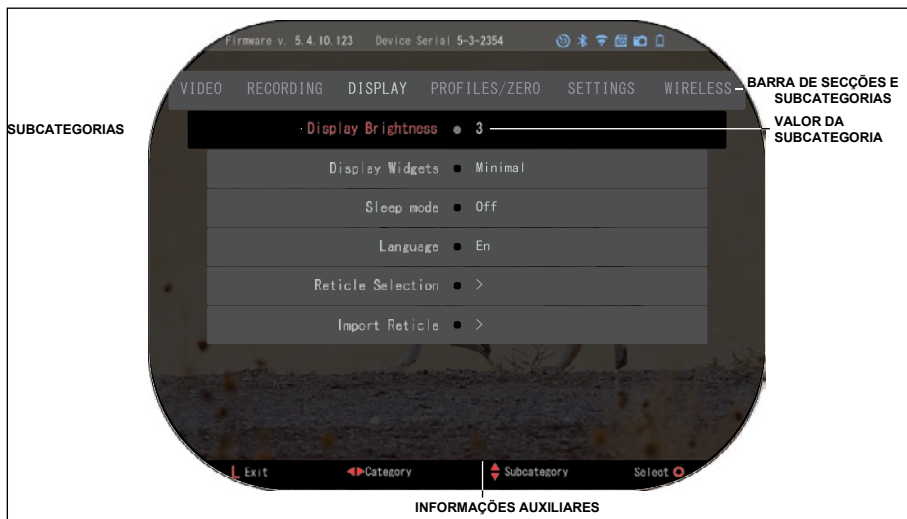 Firmware v. 5.4.10.123 Device Serial 5-3-2354
VIDEO RECORDING DISPLAY PROFILES/ZERO SETTINGS WIRELESS
BARRA DE SECÇÕES E
SUBCATEGORIAS
SUBCATEGORIAS
Display Brightness 3
VALOR DA
SUBCATEGORIA
Display Widgets Minimal
Sleep mode Off
Language En
Reticle Selection >
Import Reticle >
L Exit Category Subcategory Select
INFORMAÇÕES AUXILIARES